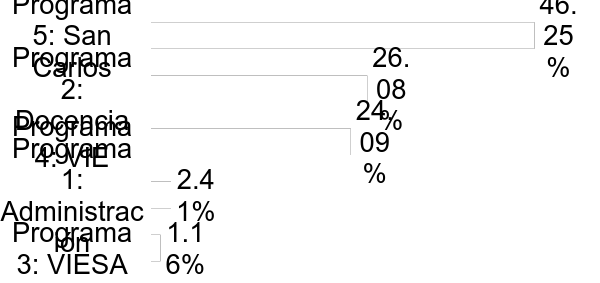 Programa
5: San
Carlos
46.
25
%
Programa
2:
Docencia
26.
08
%
Programa
4: VIE
24.
09
%
Programa
1:
Administrac
ión
2.4
1%
Programa
3: VIESA
1.1
6%